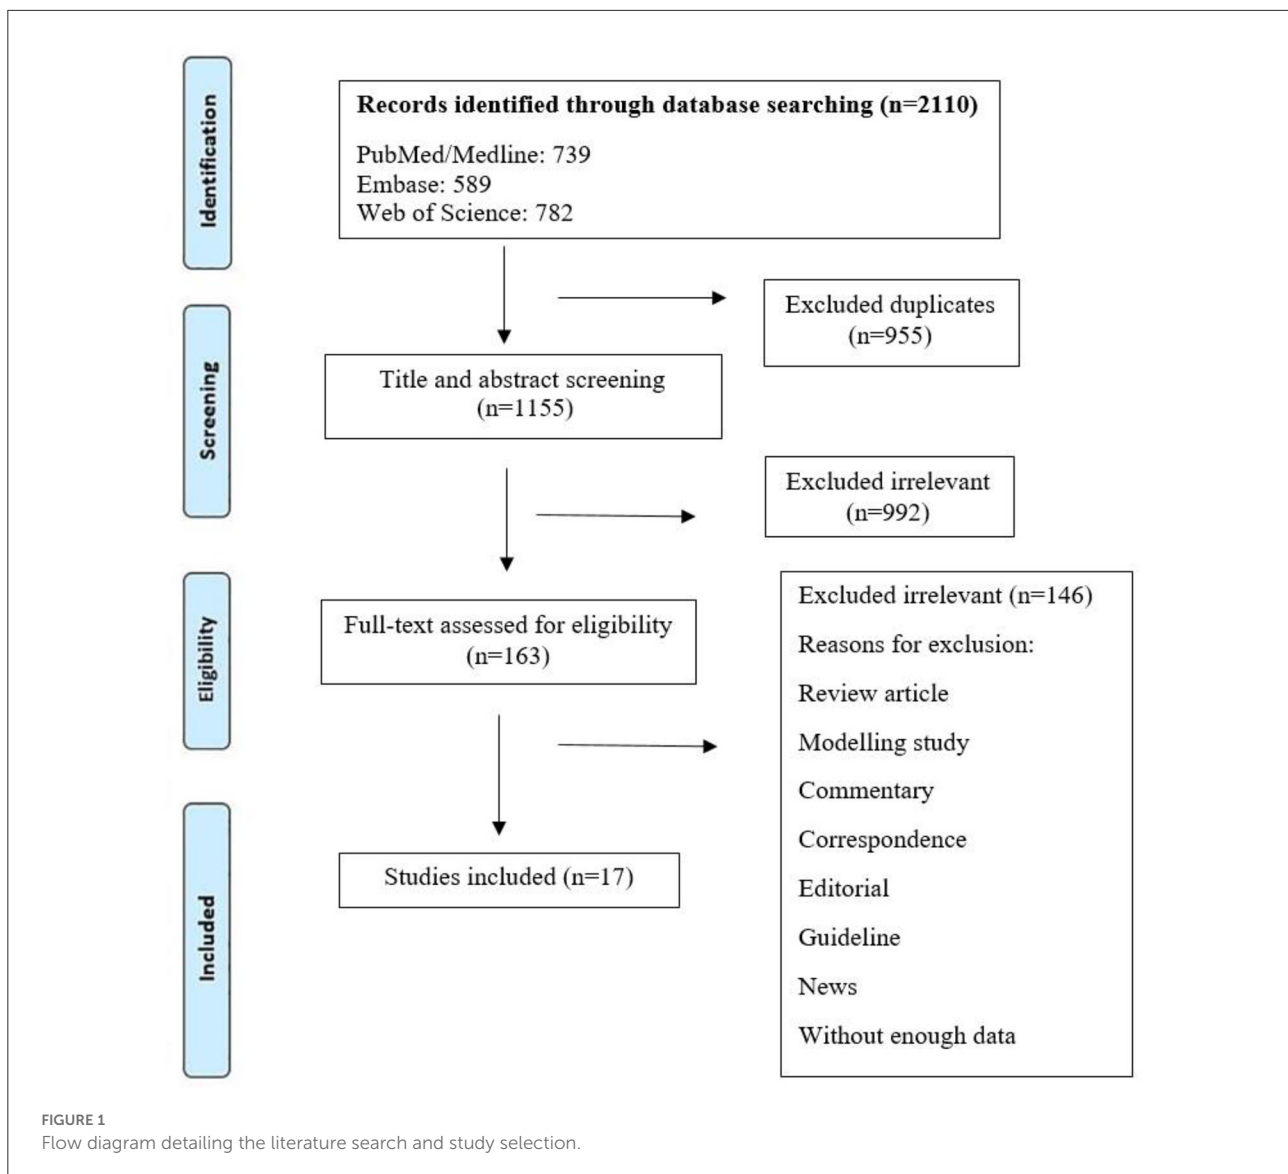 Identification
Records identified through database searching (n=2110)
PubMed/Medline: 739
Embase: 589
Web of Science: 782
Excluded duplicates
(n=955)
Screening
Title and abstract screening
(n=1155)
Excluded irrelevant
(n=992)
Eligibility
Full-text assessed for eligibility
(n=163)
Excluded irrelevant (n=146)
Reasons for exclusion:
Review article
Modelling study
Commentary
Correspondence
Editorial
Guideline
News
Without enough data
Included
Studies included (n=17)
FIGURE 1
Flow diagram detailing the literature search and study selection.